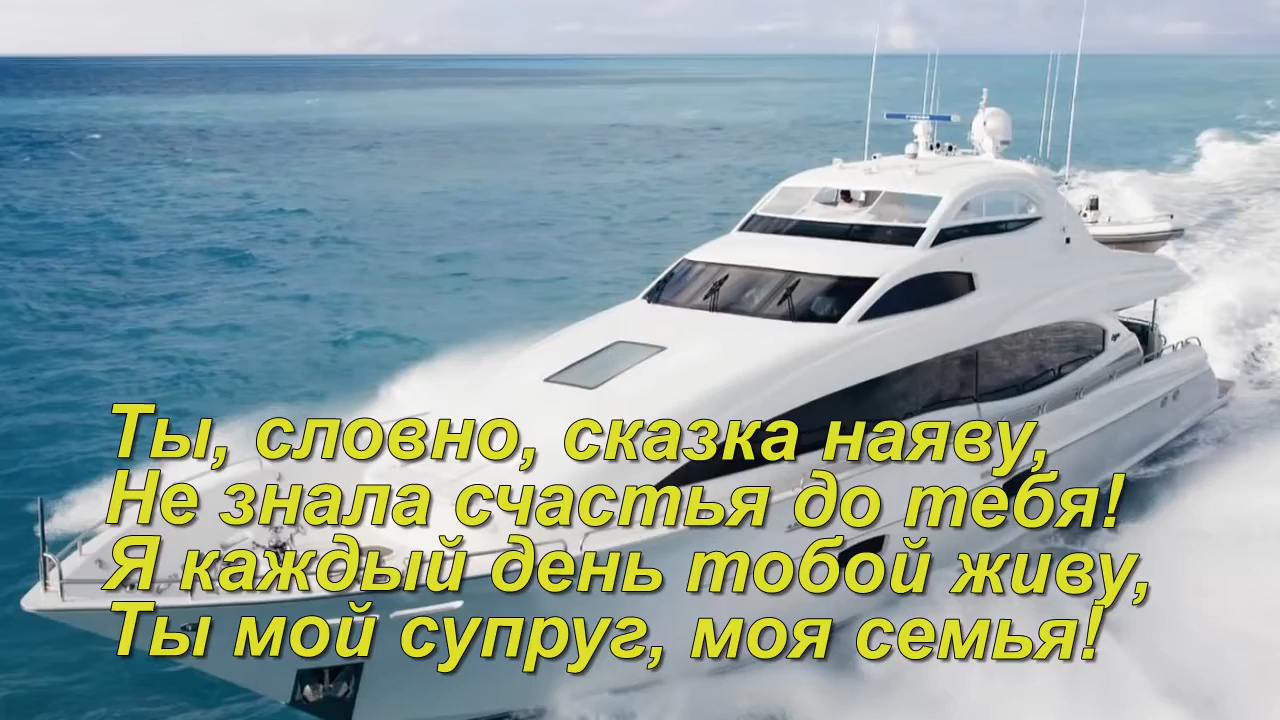 Ты, словно, сказка наяву,
Не знала счастья до тебя!
Я каждый день тобой живу,
Ты мой супруг, моя семья!